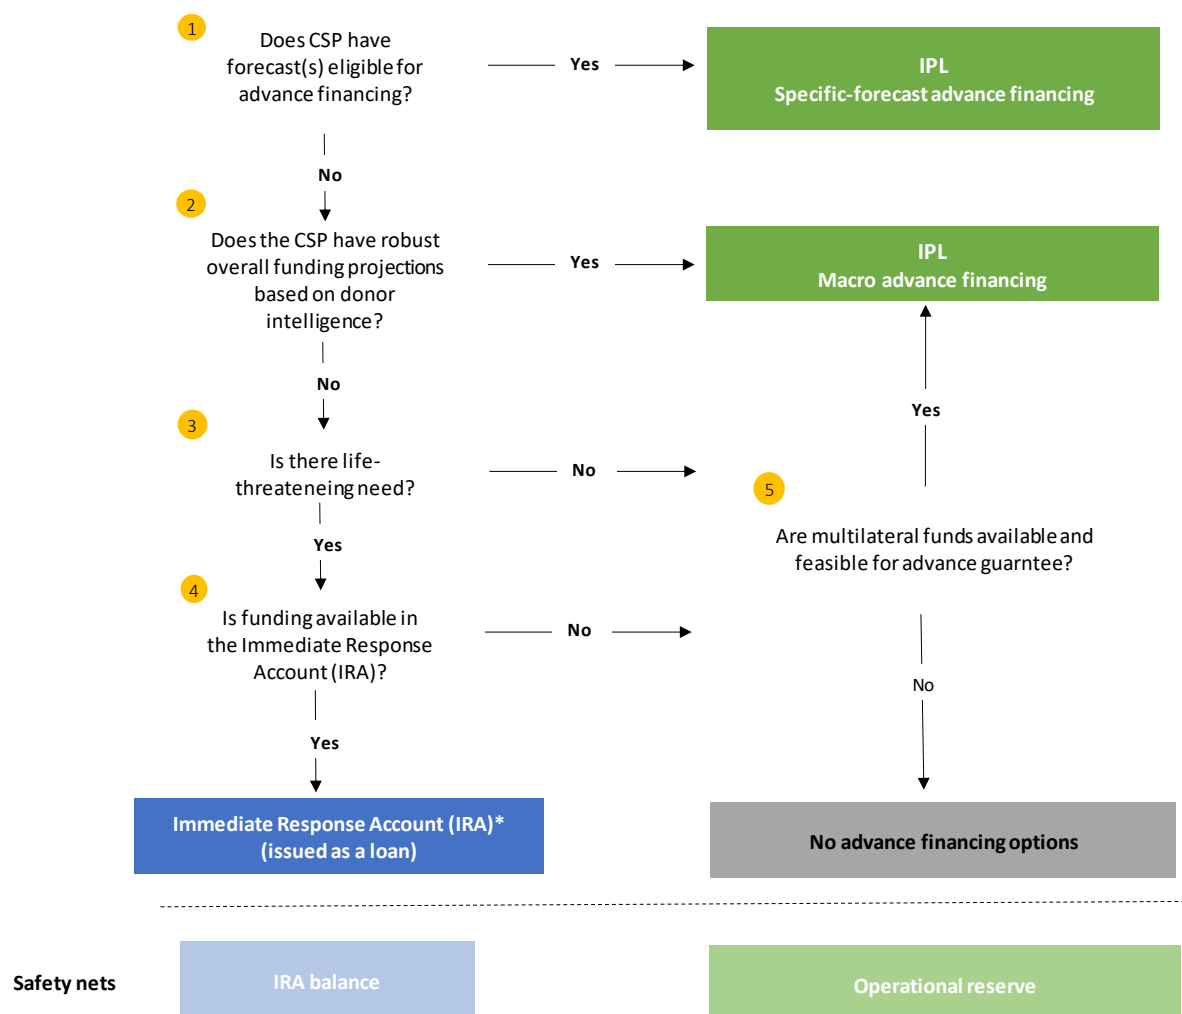 1
Does CSP have
forecast(s) eligible for
advance financing?
Yes
IPL
Specific-forecast advance financing
No
2
Does the CSP have robust
overall funding projections
based on donor
intelligence?
Yes
IPL
Macro advance financing
No
Yes
3
Is there life-
threateneing need?
No
5
Are multilateral funds available and
feasible for advance guarntee?
Yes
4
Is funding available in
the Immediate Response
Account (IRA)?
No
No
Yes
Immediate Response Account (IRA)*
(issued as a loan)
No advance financing options
Safety nets
IRA balance
Operational reserve